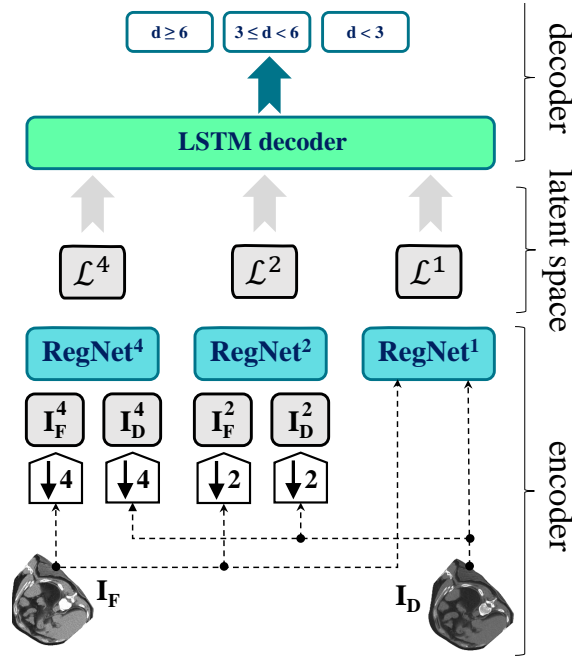 d ≥ 6 3 ≤ d < 6 d < 3
decoder
LSTM decoder
latent space
ℒ⁴ ℒ² ℒ¹
RegNet⁴ RegNet² RegNet¹
encoder
I_F^4 I_D^4 I_F^2 I_D^2
↓4 ↓4 ↓2 ↓2
I_F I_D